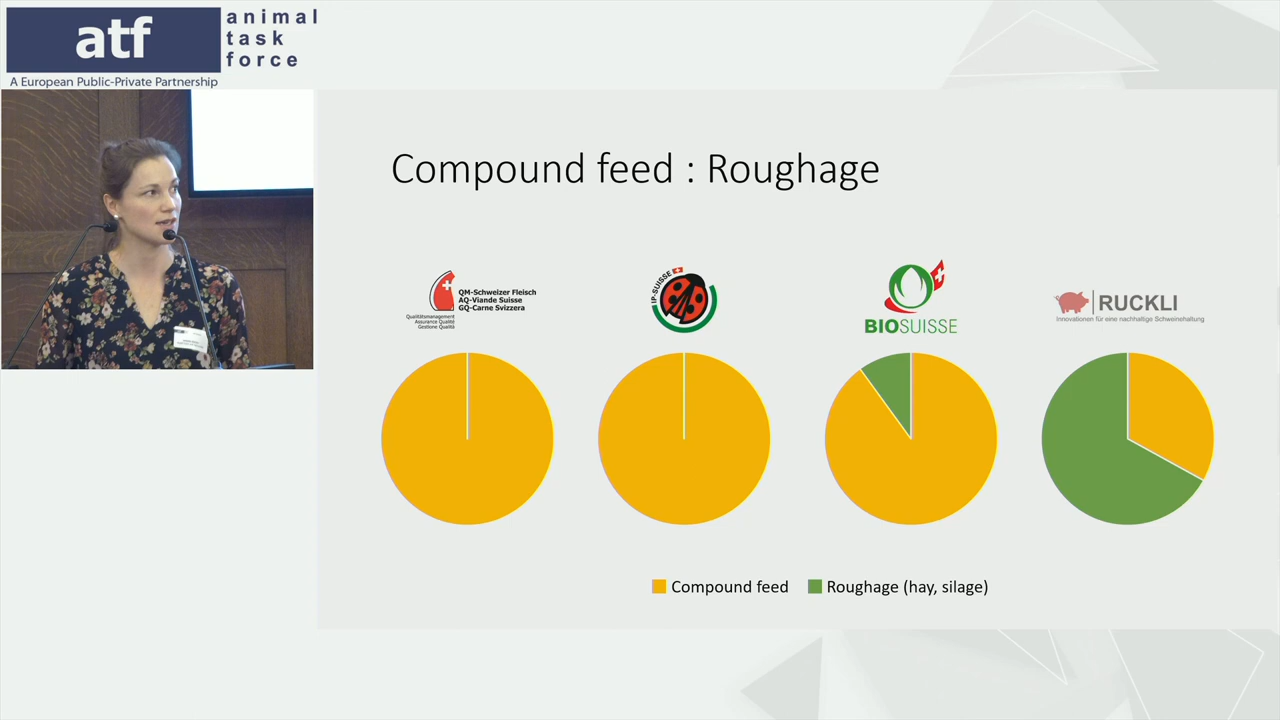 atf
animal
task
force
A European Public-Private Partnership
Compound feed : Roughage
QM-Schweizer Fleisch
AQ-Viande Suisse
GQ-Carne Svizzera
Qualitätsmanagement
Assurance Qualité
Gestione Qualità
IP-SUISSE
BIOSUISSE
RUCKLI
Innovationen für eine nachhaltige Schweinehaltung
Compound feed
Roughage (hay, silage)